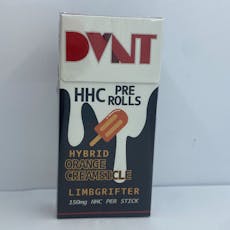 DVNT
HHC PRE
ROLLS
HYBRID
ORANGE
CREAMSICLE
LIMBGRIFTER
150mg HHC PER STICK